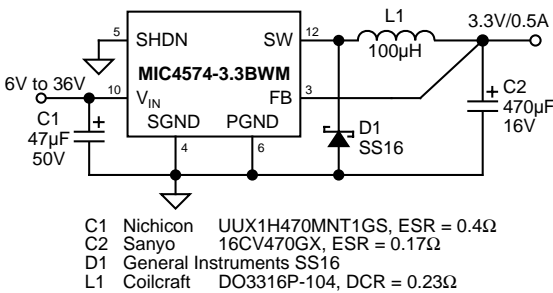 L1
3.3V/0.5A
5
SHDN
SW
12
100µH
MIC4574-3.3BWM
6V to 36V
10
VIN
FB
3
C1
47µF
50V
SGND
PGND
4
6
D1
SS16
C2
470µF
16V
C1 Nichicon UUX1H470MNT1GS, ESR = 0.4Ω
C2 Sanyo 16CV470GX, ESR = 0.17Ω
D1 General Instruments SS16
L1 Coilcraft DO3316P-104, DCR = 0.23Ω